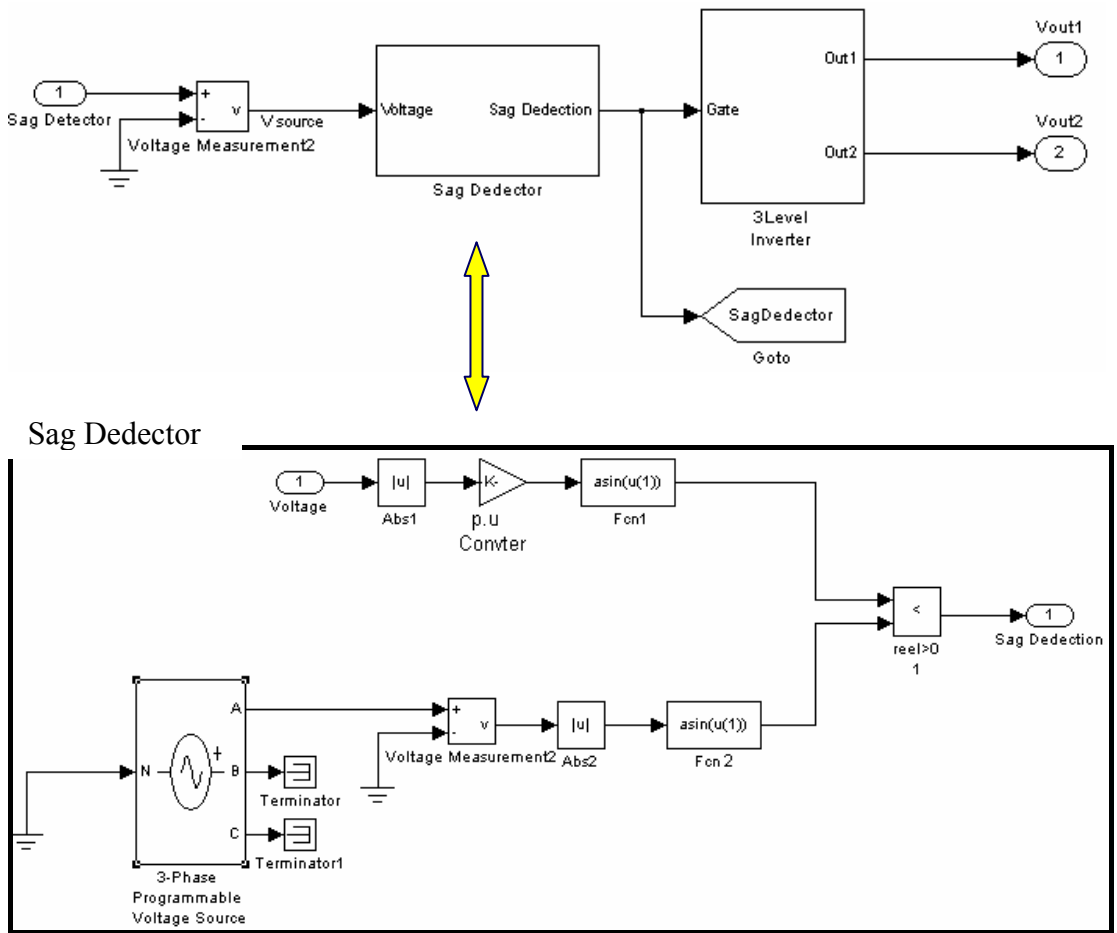 1
Sag Detector
+
-
v
Voltage Measurement2
V source
Voltage
Sag Dedection
Sag Dedector
Gate
Out1
Out2
3Level
Inverter
Vout1
1
Vout2
2
SagDedector
Goto
Sag Dedector
1
Voltage
|u|
Abs1
-K-
p.u
Convter
asin(u(1))
Fcn1
<
reel>0
1
1
Sag Dedection
N
+
A
B
C
3-Phase
Programmable
Voltage Source
Terminator
Terminator1
+
-
v
Voltage Measurement2
|u|
Abs2
asin(u(1))
Fcn 2